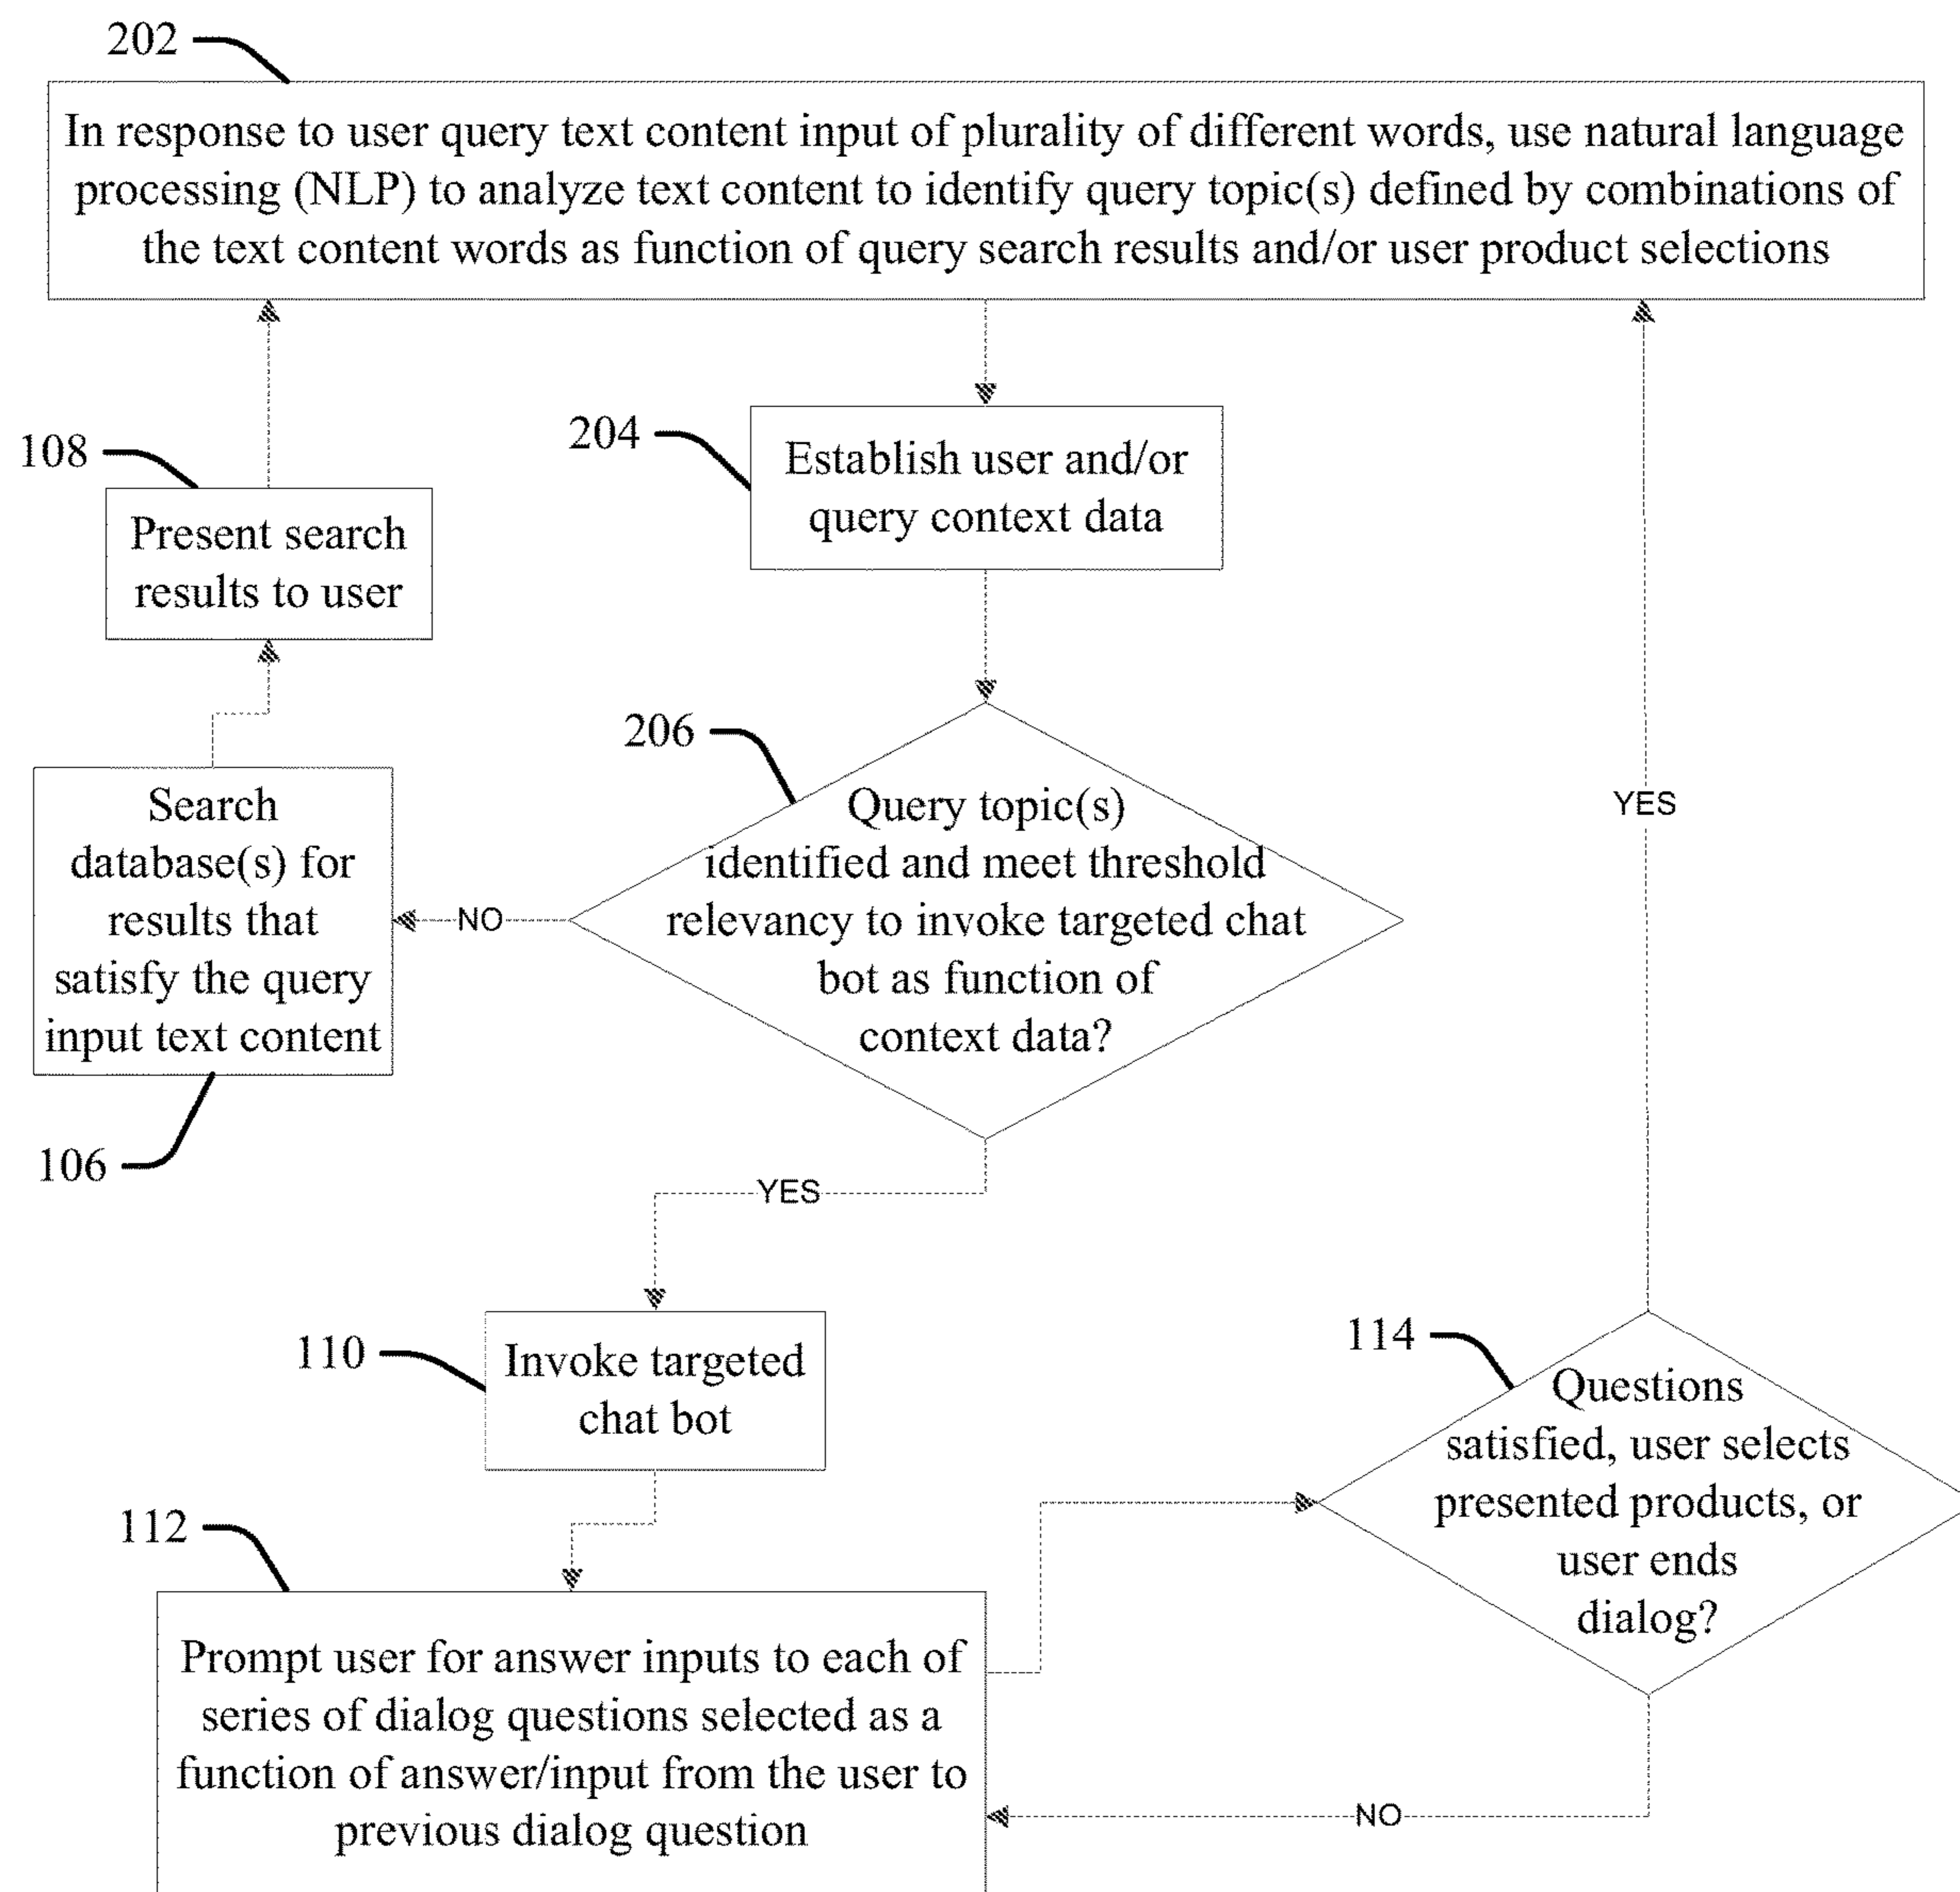 202
In response to user query text content input of plurality of different words, use natural language
processing (NLP) to analyze text content to identify query topic(s) defined by combinations of
the text content words as function of query search results and/or user product selections
204
Establish user and/or
query context data
108
Present search
results to user
206
Query topic(s)
identified and meet threshold
relevancy to invoke targeted chat
bot as function of
context data?
NO
YES
Search
database(s) for
results that
satisfy the query
input text content
106
YES
110
Invoke targeted
chat bot
114
Questions
satisfied, user selects
presented products, or
user ends
dialog?
112
Prompt user for answer inputs to each of
series of dialog questions selected as a
function of answer/input from the user to
previous dialog question
NO